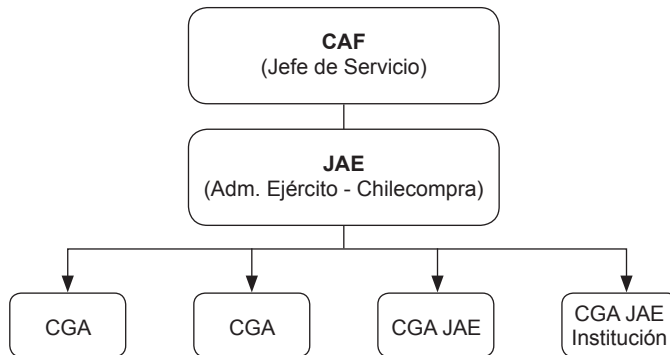 CAF
(Jefe de Servicio)
JAE
(Adm. Ejército - Chilecompra)
CGA
CGA
CGA JAE
CGA JAE
Institución